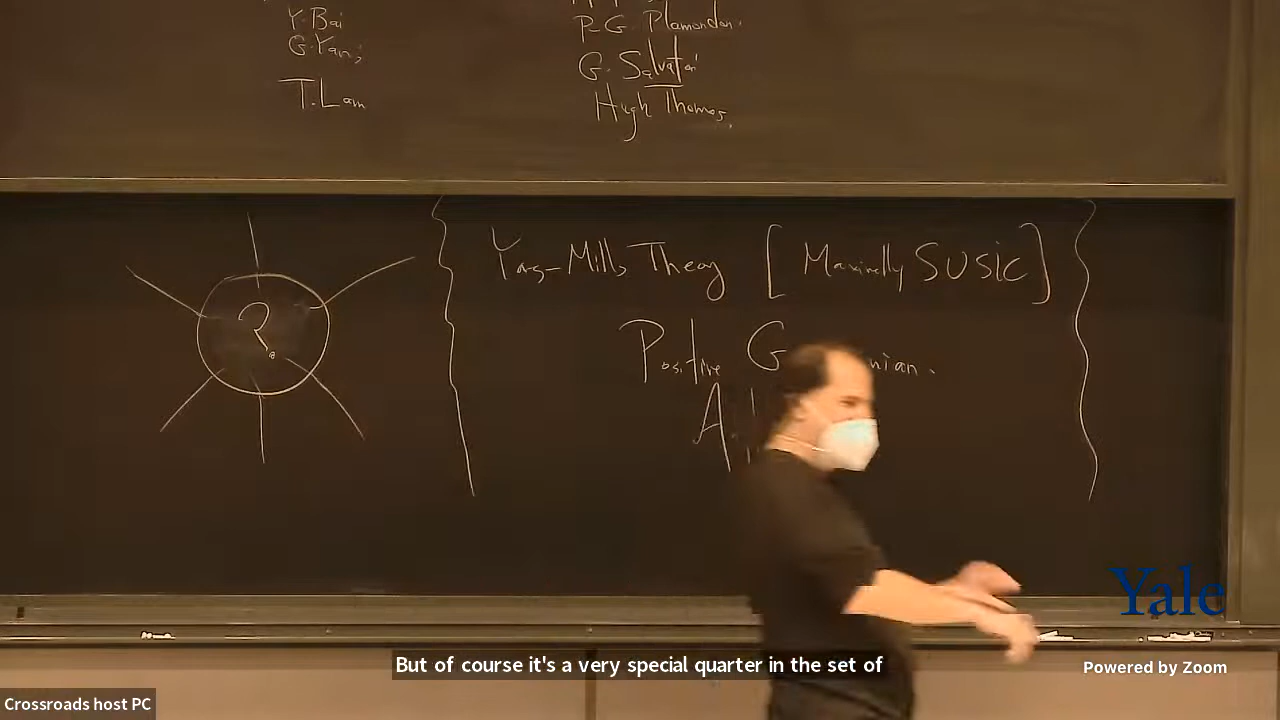 Y. Bai
G. Yan,
T. Lam
P-G. Plamondon.
G. Salvatori
Hugh Thomas,
?
Yang-Mills Theory [Maximally SUSIC]
Positive G nian.
A
Yale
But of course it's a very special quarter in the set of
Powered by Zoom
Crossroads host PC